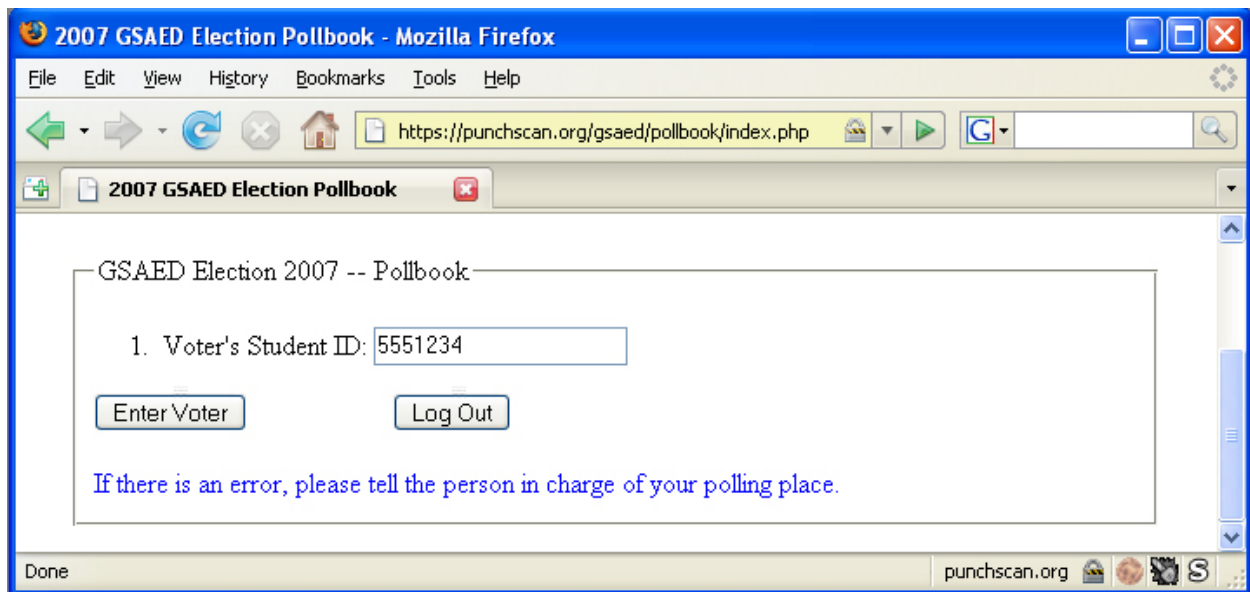 2007 GSAED Election Pollbook - Mozilla Firefox
File Edit View History Bookmarks Tools Help
https://punchscan.org/gsaed/pollbook/index.php G
2007 GSAED Election Pollbook
GSAED Election 2007 -- Pollbook
1. Voter's Student ID: 5551234
Enter Voter Log Out
If there is an error, please tell the person in charge of your polling place.
Done punchscan.org S